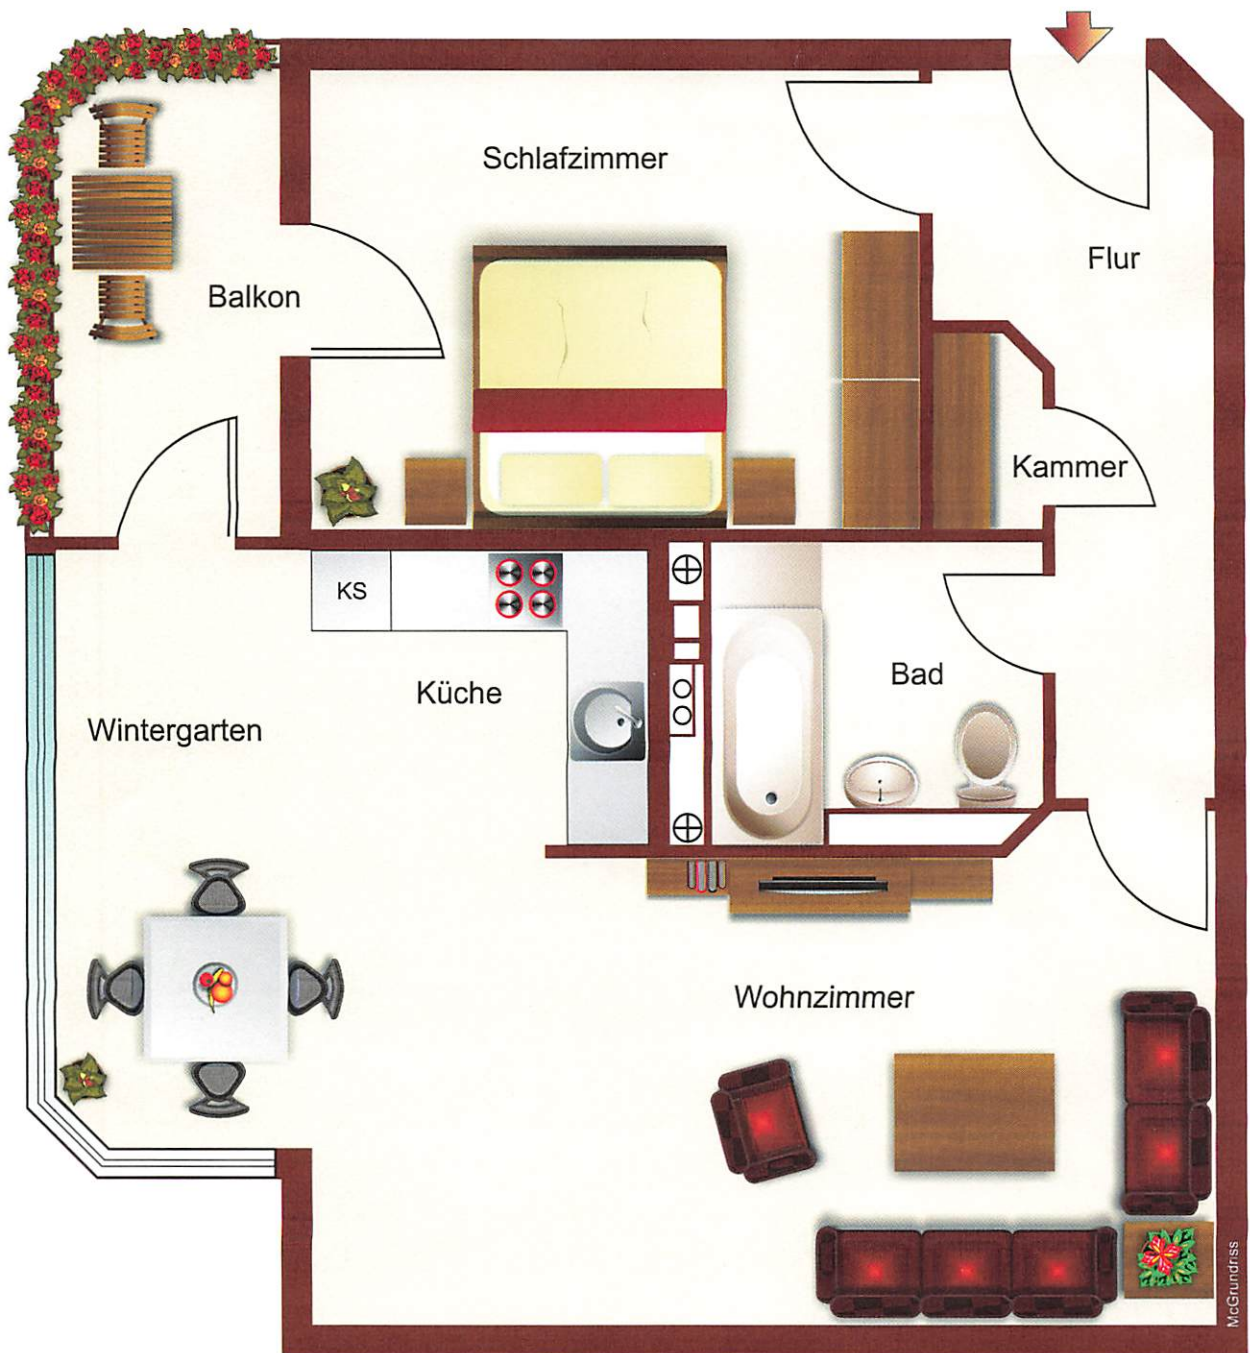 Schlafzimmer
Flur
Balkon
Kammer
KS
Küche
Bad
Wintergarten
Wohnzimmer
McGrundriss